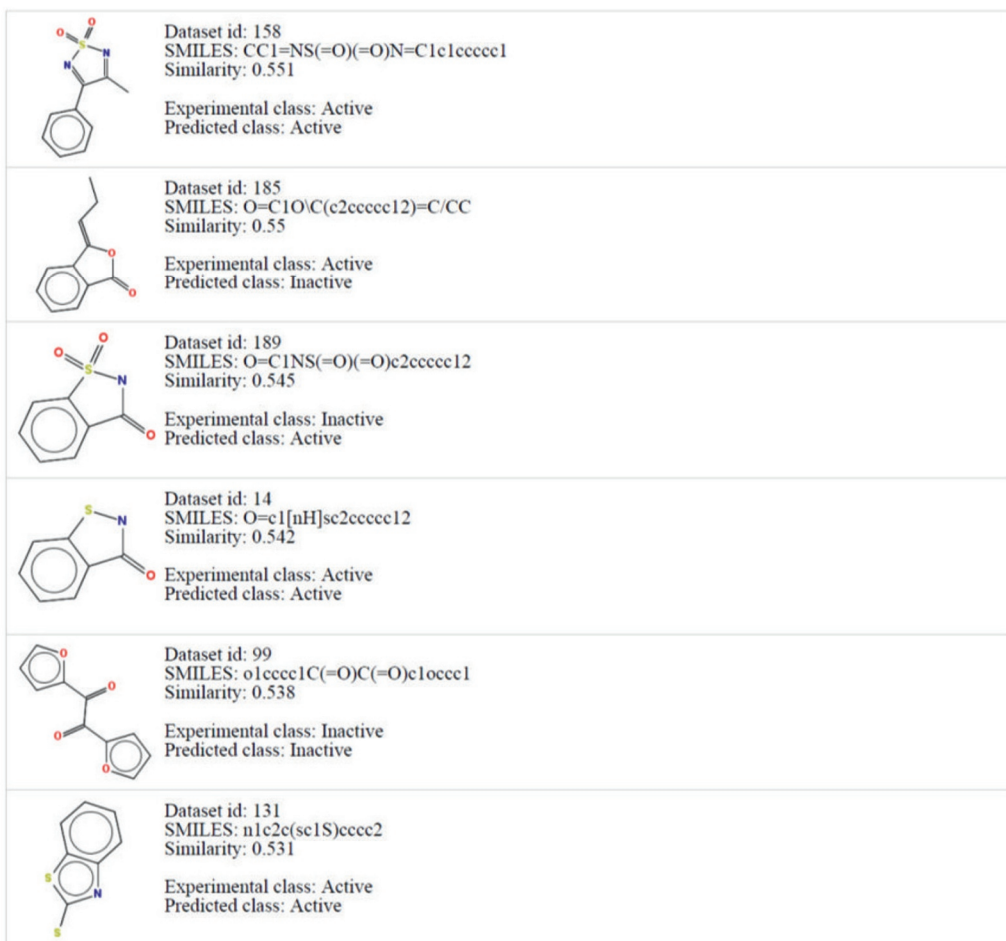 Dataset id: 158
SMILES: CC1=NS(=O)(=O)N=C1c1ccccc1
Similarity: 0.551
Experimental class: Active
Predicted class: Active
Dataset id: 185
SMILES: O=C1O\C(c2ccccc12)=C/CC
Similarity: 0.55
Experimental class: Active
Predicted class: Inactive
Dataset id: 189
SMILES: O=C1NS(=O)(=O)c2ccccc12
Similarity: 0.545
Experimental class: Inactive
Predicted class: Active
Dataset id: 14
SMILES: O=c1[nH]sc2ccccc12
Similarity: 0.542
Experimental class: Active
Predicted class: Active
Dataset id: 99
SMILES: o1cccc1C(=O)C(=O)c1occc1
Similarity: 0.538
Experimental class: Inactive
Predicted class: Inactive
Dataset id: 131
SMILES: n1c2c(sc1S)cccc2
Similarity: 0.531
Experimental class: Active
Predicted class: Active